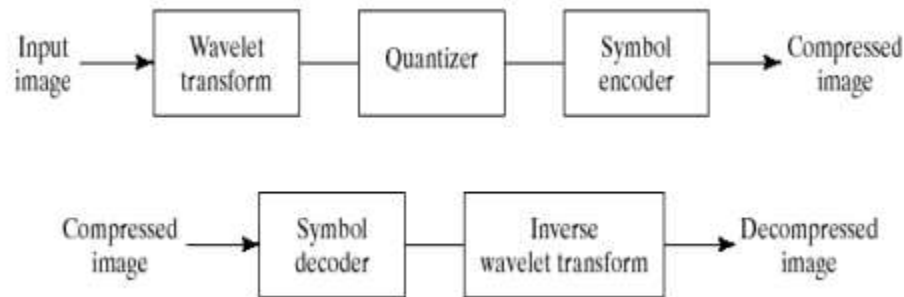 Input
image
Wavelet
transform
Quantizer
Symbol
encoder
Compressed
image
Compressed
image
Symbol
decoder
Inverse
wavelet transform
Decompressed
image